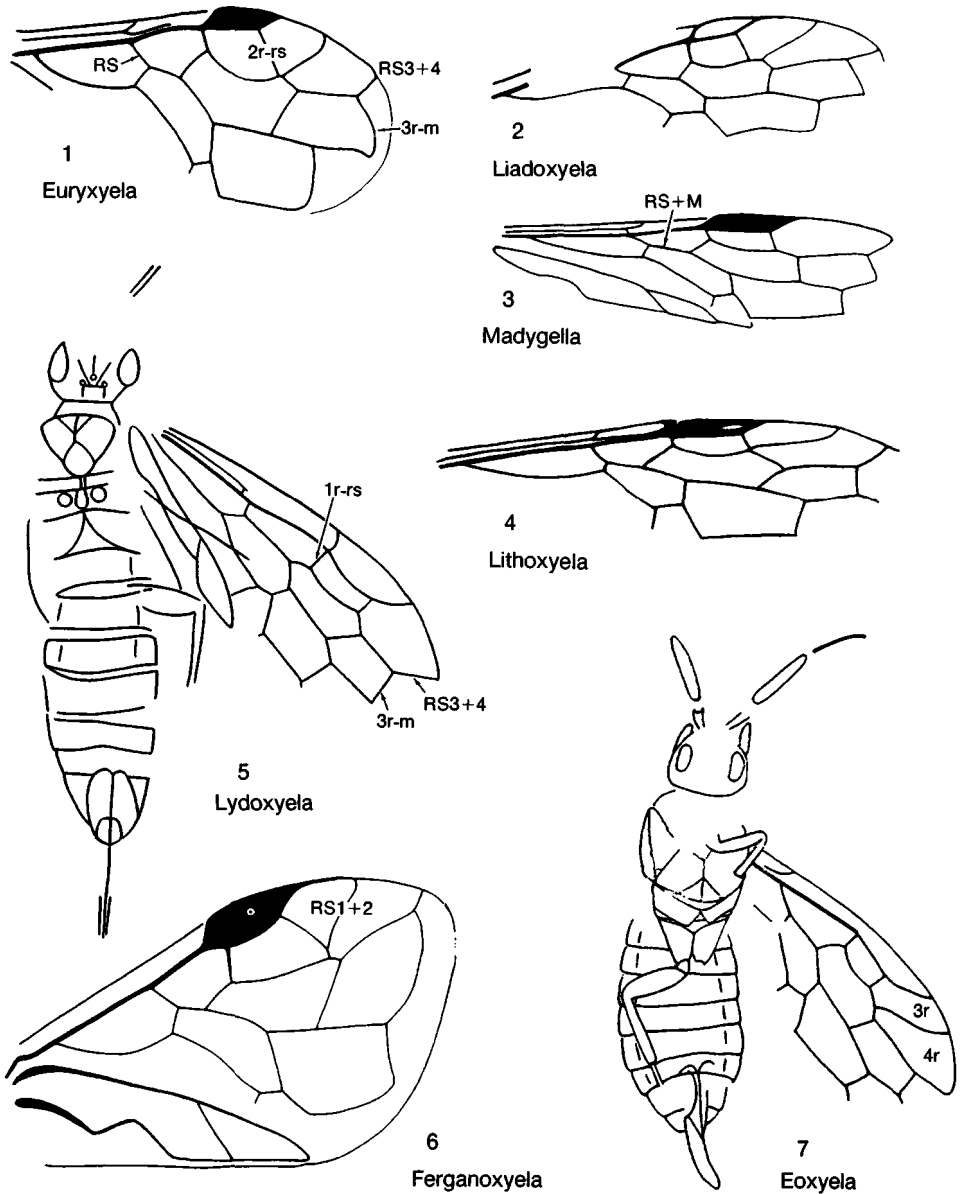 2r-rs
RS
RS3+4
3r-m
1
Euryxyela
2
Liadoxyela
RS+M
3
Madygella
4
Lithoxyela
1r-rs
RS3+4
3r-m
5
Lydoxyela
RS1+2
6
Ferganoxyela
3r
4r
7
Eoxyela